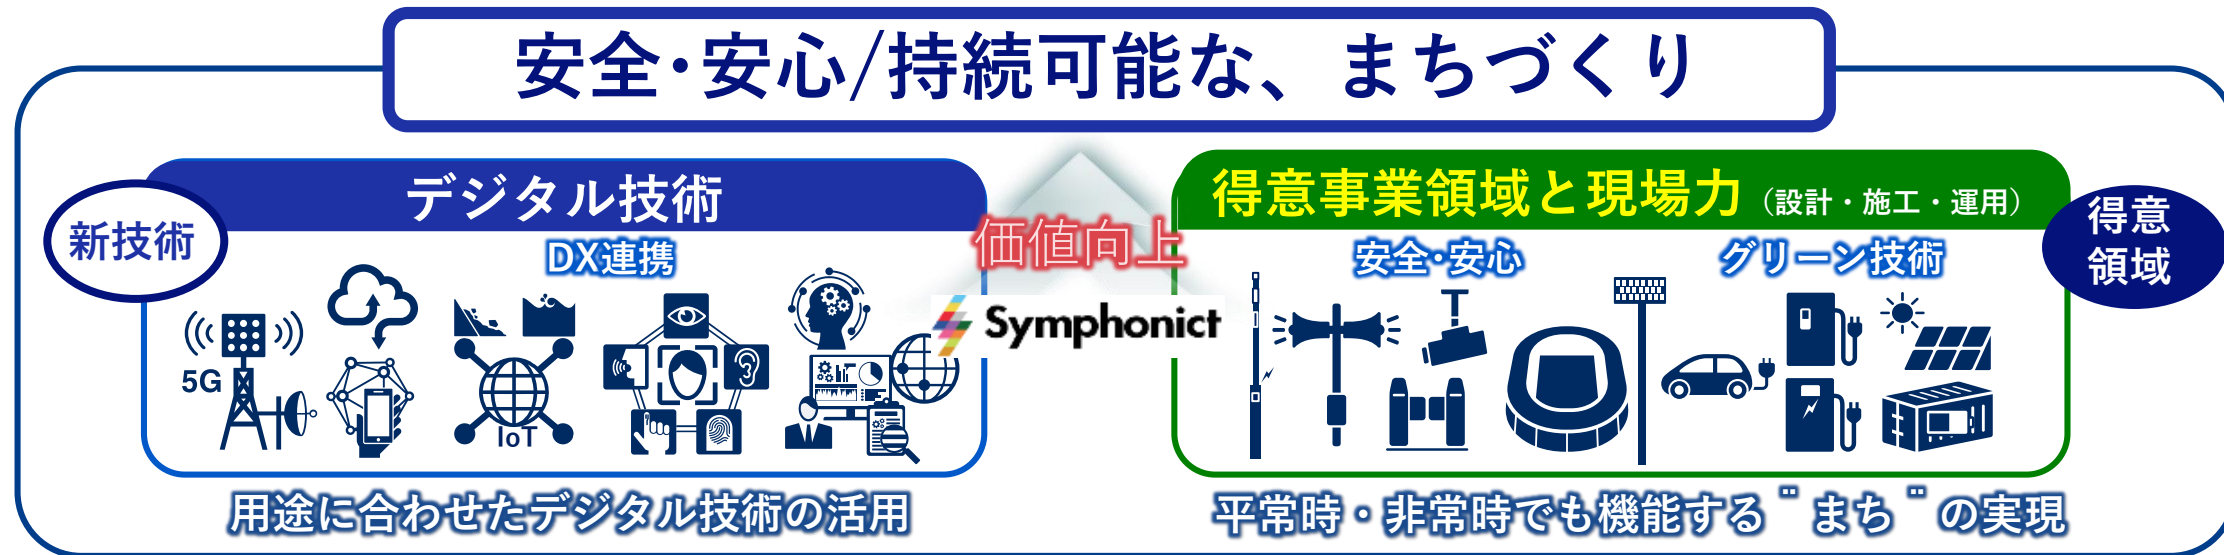 安全・安心/持続可能な、まちづくり
新技術
デジタル技術
DX連携
5G
IoT
用途に合わせたデジタル技術の活用
価値向上
Symphonict
得意事業領域と現場力（設計・施工・運用）
得意
領域
安全・安心
グリーン技術
平常時・非常時でも機能する¨まち¨の実現